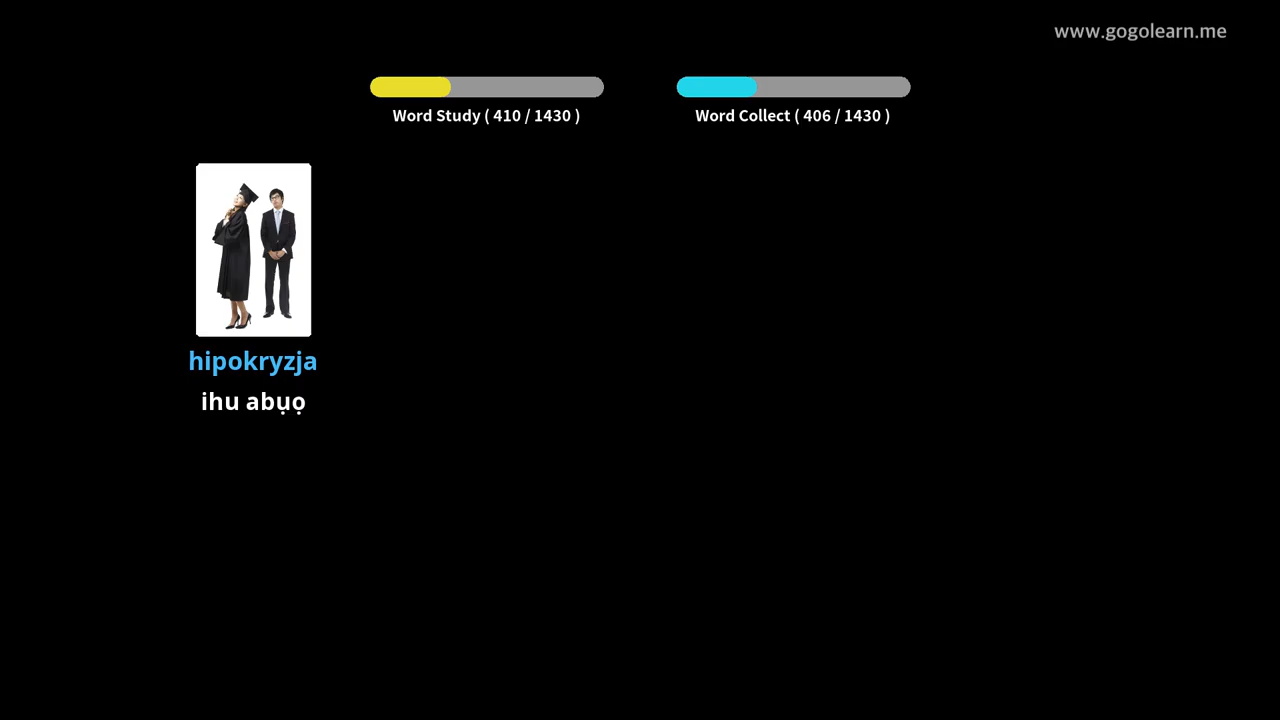 www.gogolearn.me
Word Study ( 410 / 1430 )
Word Collect ( 406 / 1430 )
hipokryzja
ihu abụọ